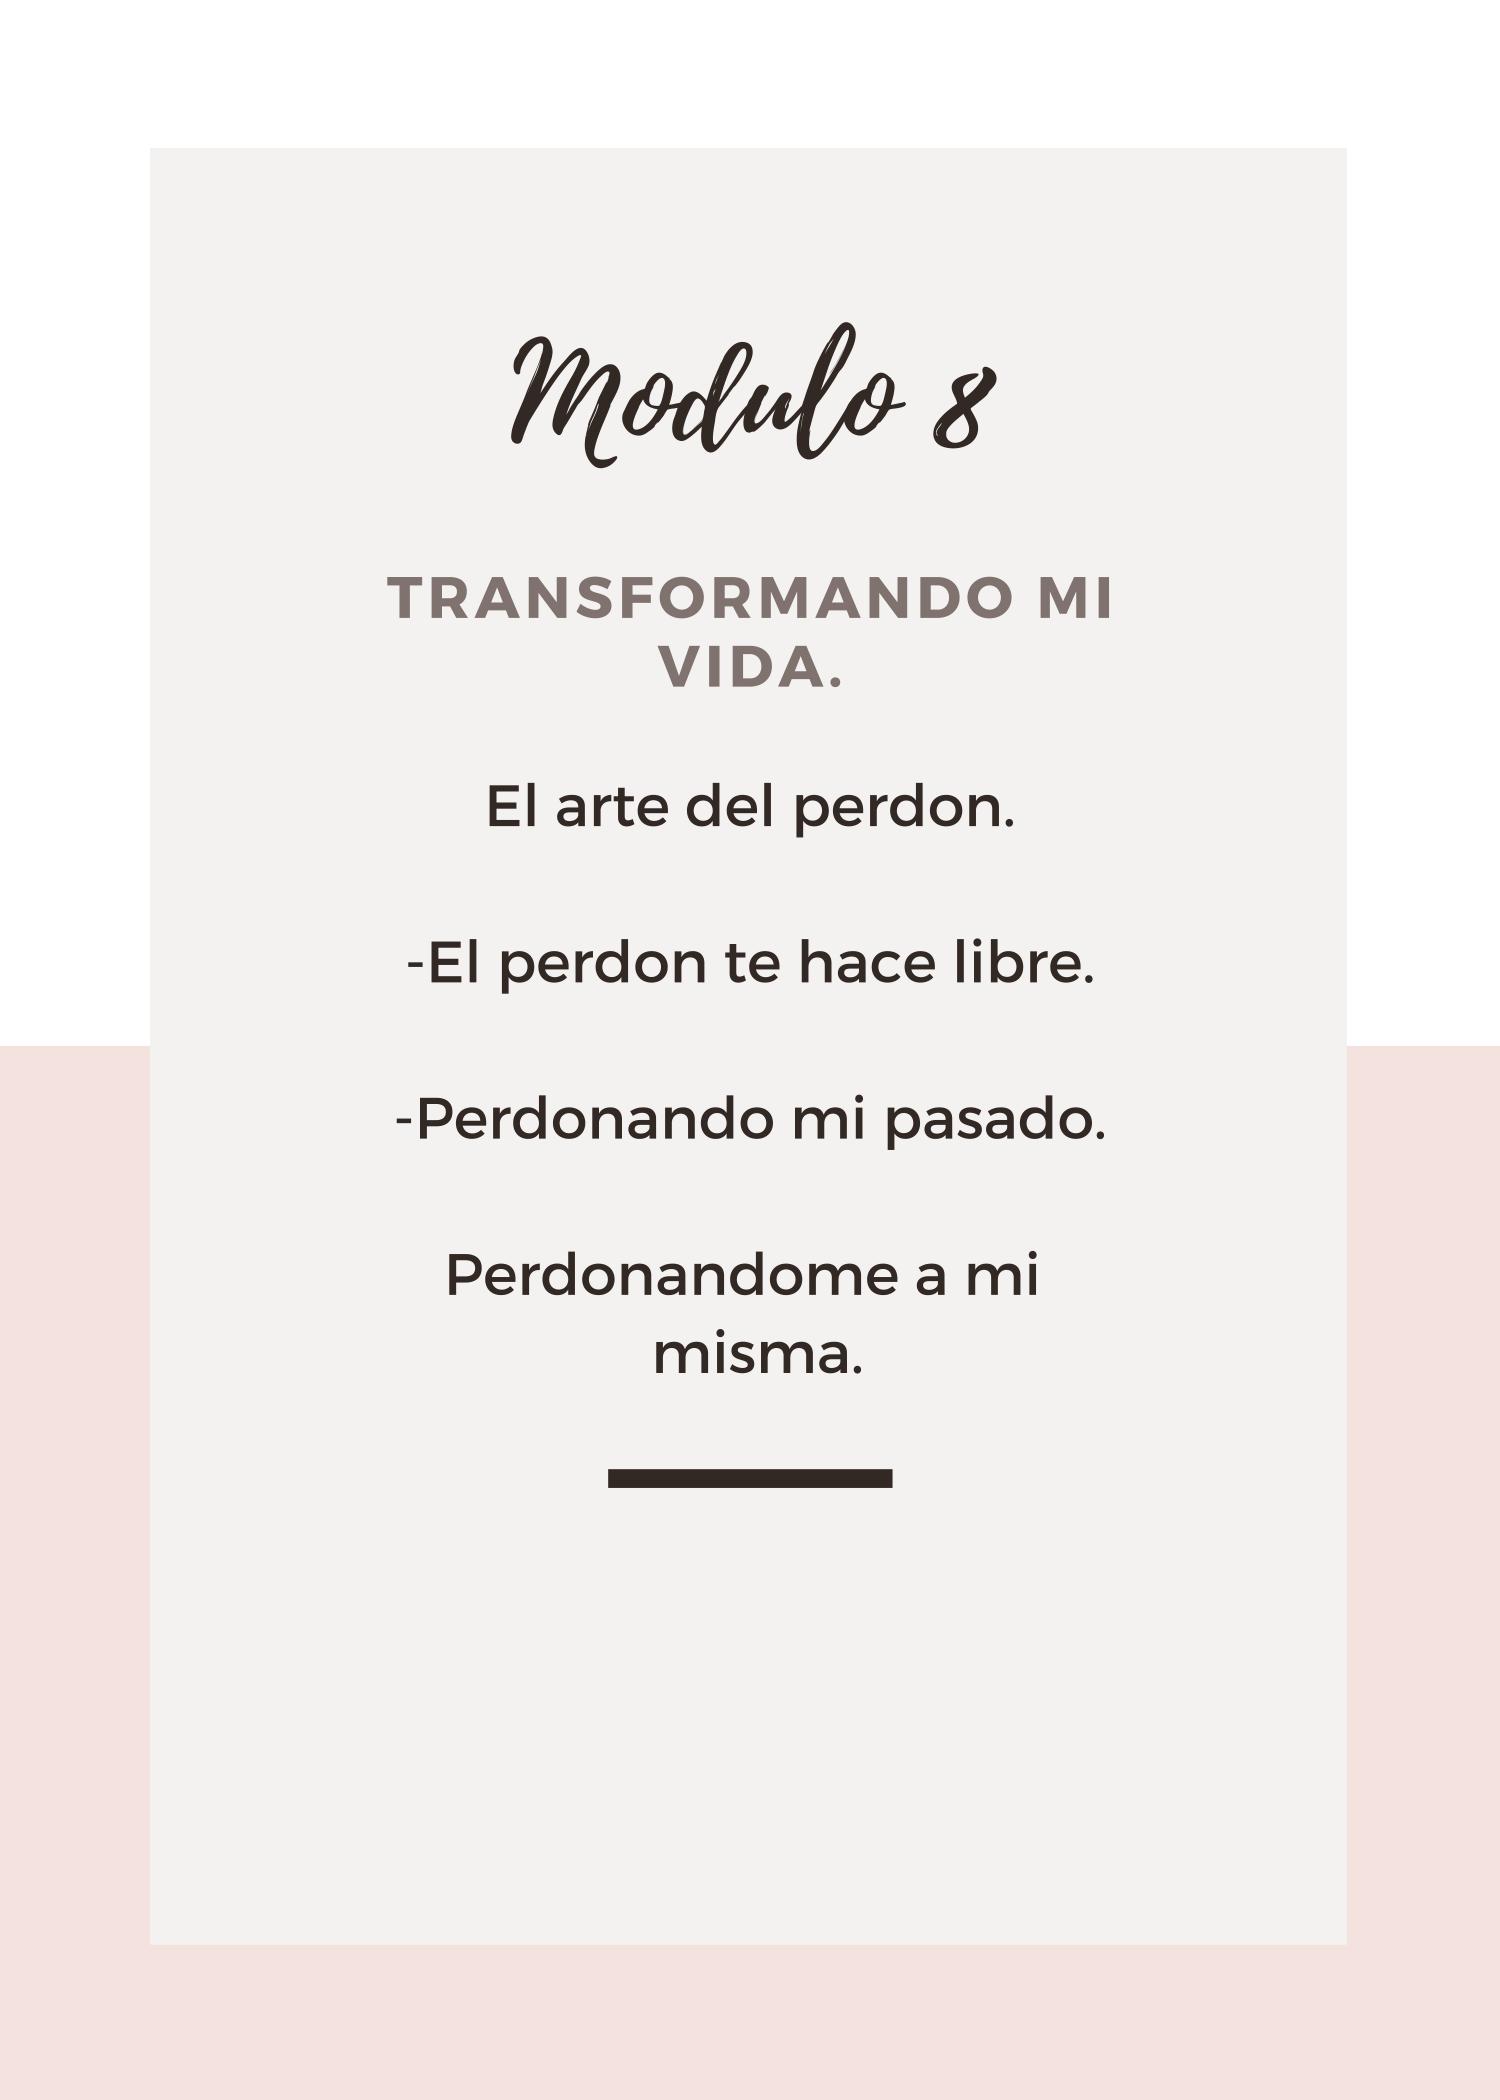 Modulo 8
TRANSFORMANDO MI
VIDA.
El arte del perdon.
-El perdon te hace libre.
-Perdonando mi pasado.
Perdonandome a mi
misma.